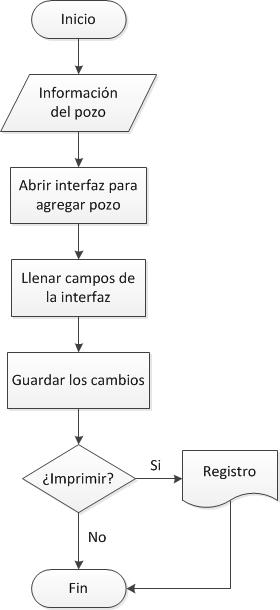 Inicio
Información
del pozo
Abrir interfaz para
agregar pozo
Llenar campos de
la interfaz
Guardar los cambios
¿Imprimir?
Si
Registro
No
Fin